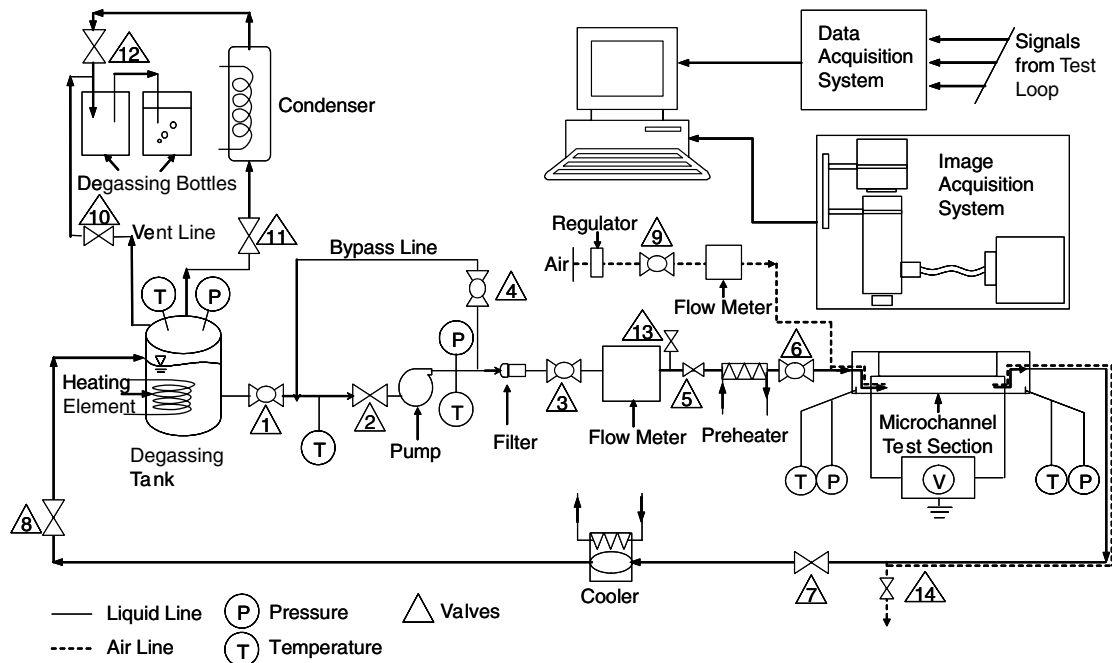 12
Condenser
Degassing Bottles
10
Vent Line
11
Bypass Line
Data
Acquisition
System
Signals
from Test
Loop
Image
Acquisition
System
Regulator
9
Air
Flow Meter
4
T
P
P
13
6
Heating
Element
1
2
3
5
T
T
Pump
Filter
Flow Meter
Preheater
Microchannel
Test Section
Degassing
Tank
T
P
V
T
P
8
Cooler
7
14
Liquid Line
P
Pressure
Valves
Air Line
T
Temperature